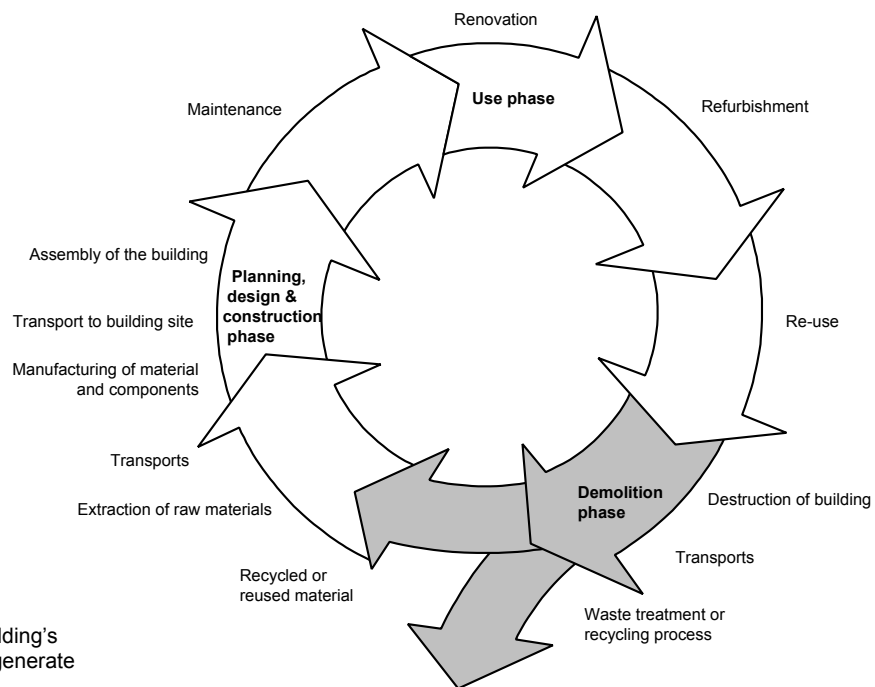 Renovation
Use phase
Maintenance
Refurbishment
Assembly of the building
Planning,
design &
construction
phase
Transport to building site
Re-use
Manufacturing of material
and components
Transports
Extraction of raw materials
Demolition
phase
Destruction of building
Transports
Recycled or
reused material
Waste treatment or
recycling process
lding's
generate